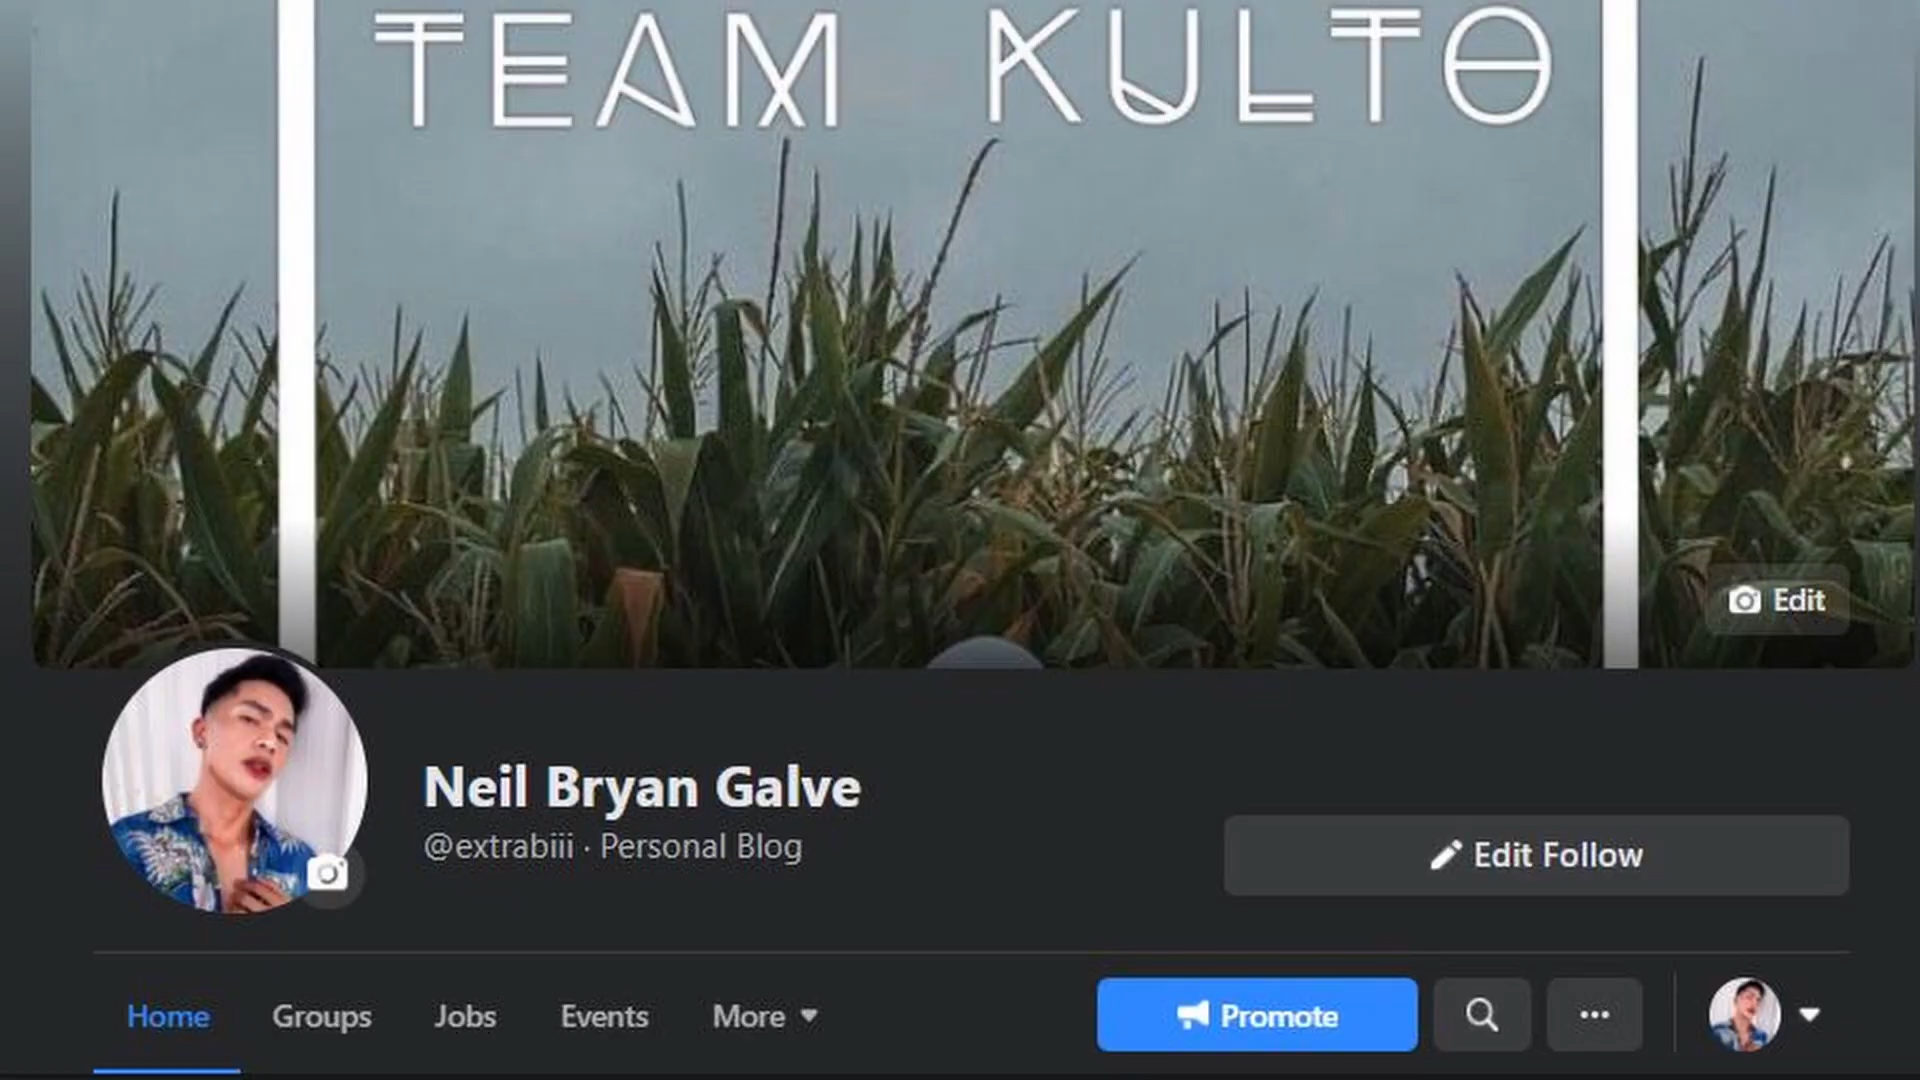 TEAM KULTO
Edit
Neil Bryan Galve
@extrabiii · Personal Blog
Edit Follow
Home Groups Jobs Events More Promote